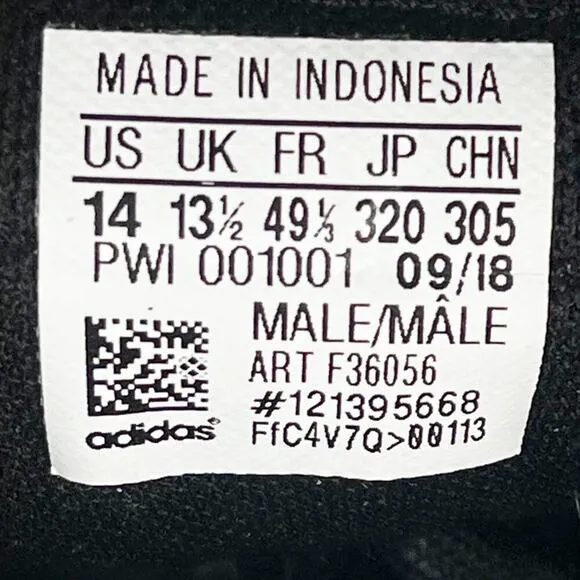 MADE IN INDONESIA
US UK FR JP CHN
14 13½ 49⅓ 320 305
PWI 001001 09/18
MALE/MÂLE
ART F36056
#121395668
adidas® FfC4V7Q>00113